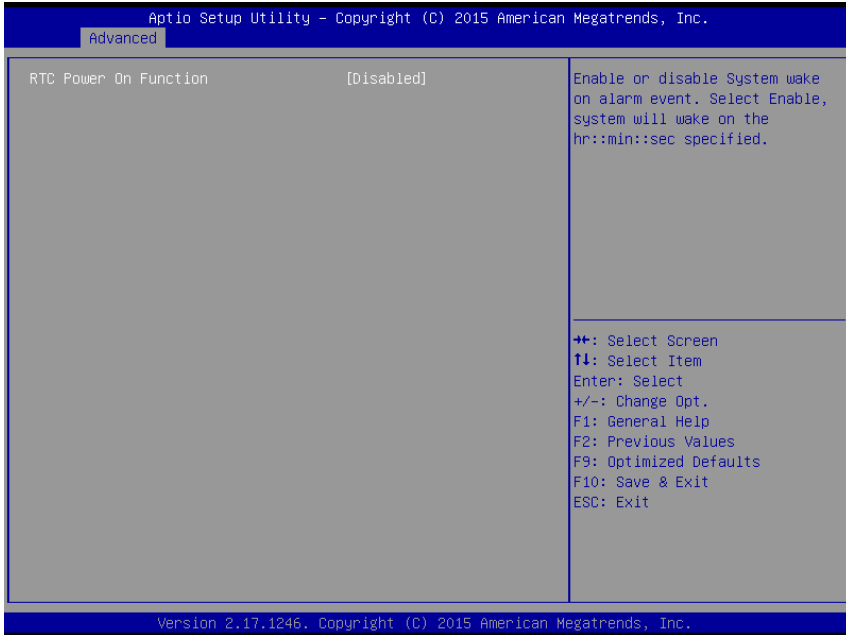 Aptio Setup Utility – Copyright (C) 2015 American Megatrends, Inc.
Advanced
RTC Power On Function [Disabled]
Enable or disable System wake
on alarm event. Select Enable,
system will wake on the
hr::min::sec specified.
→←: Select Screen
↑↓: Select Item
Enter: Select
+/-: Change Opt.
F1: General Help
F2: Previous Values
F9: Optimized Defaults
F10: Save & Exit
ESC: Exit
Version 2.17.1246. Copyright (C) 2015 American Megatrends, Inc.